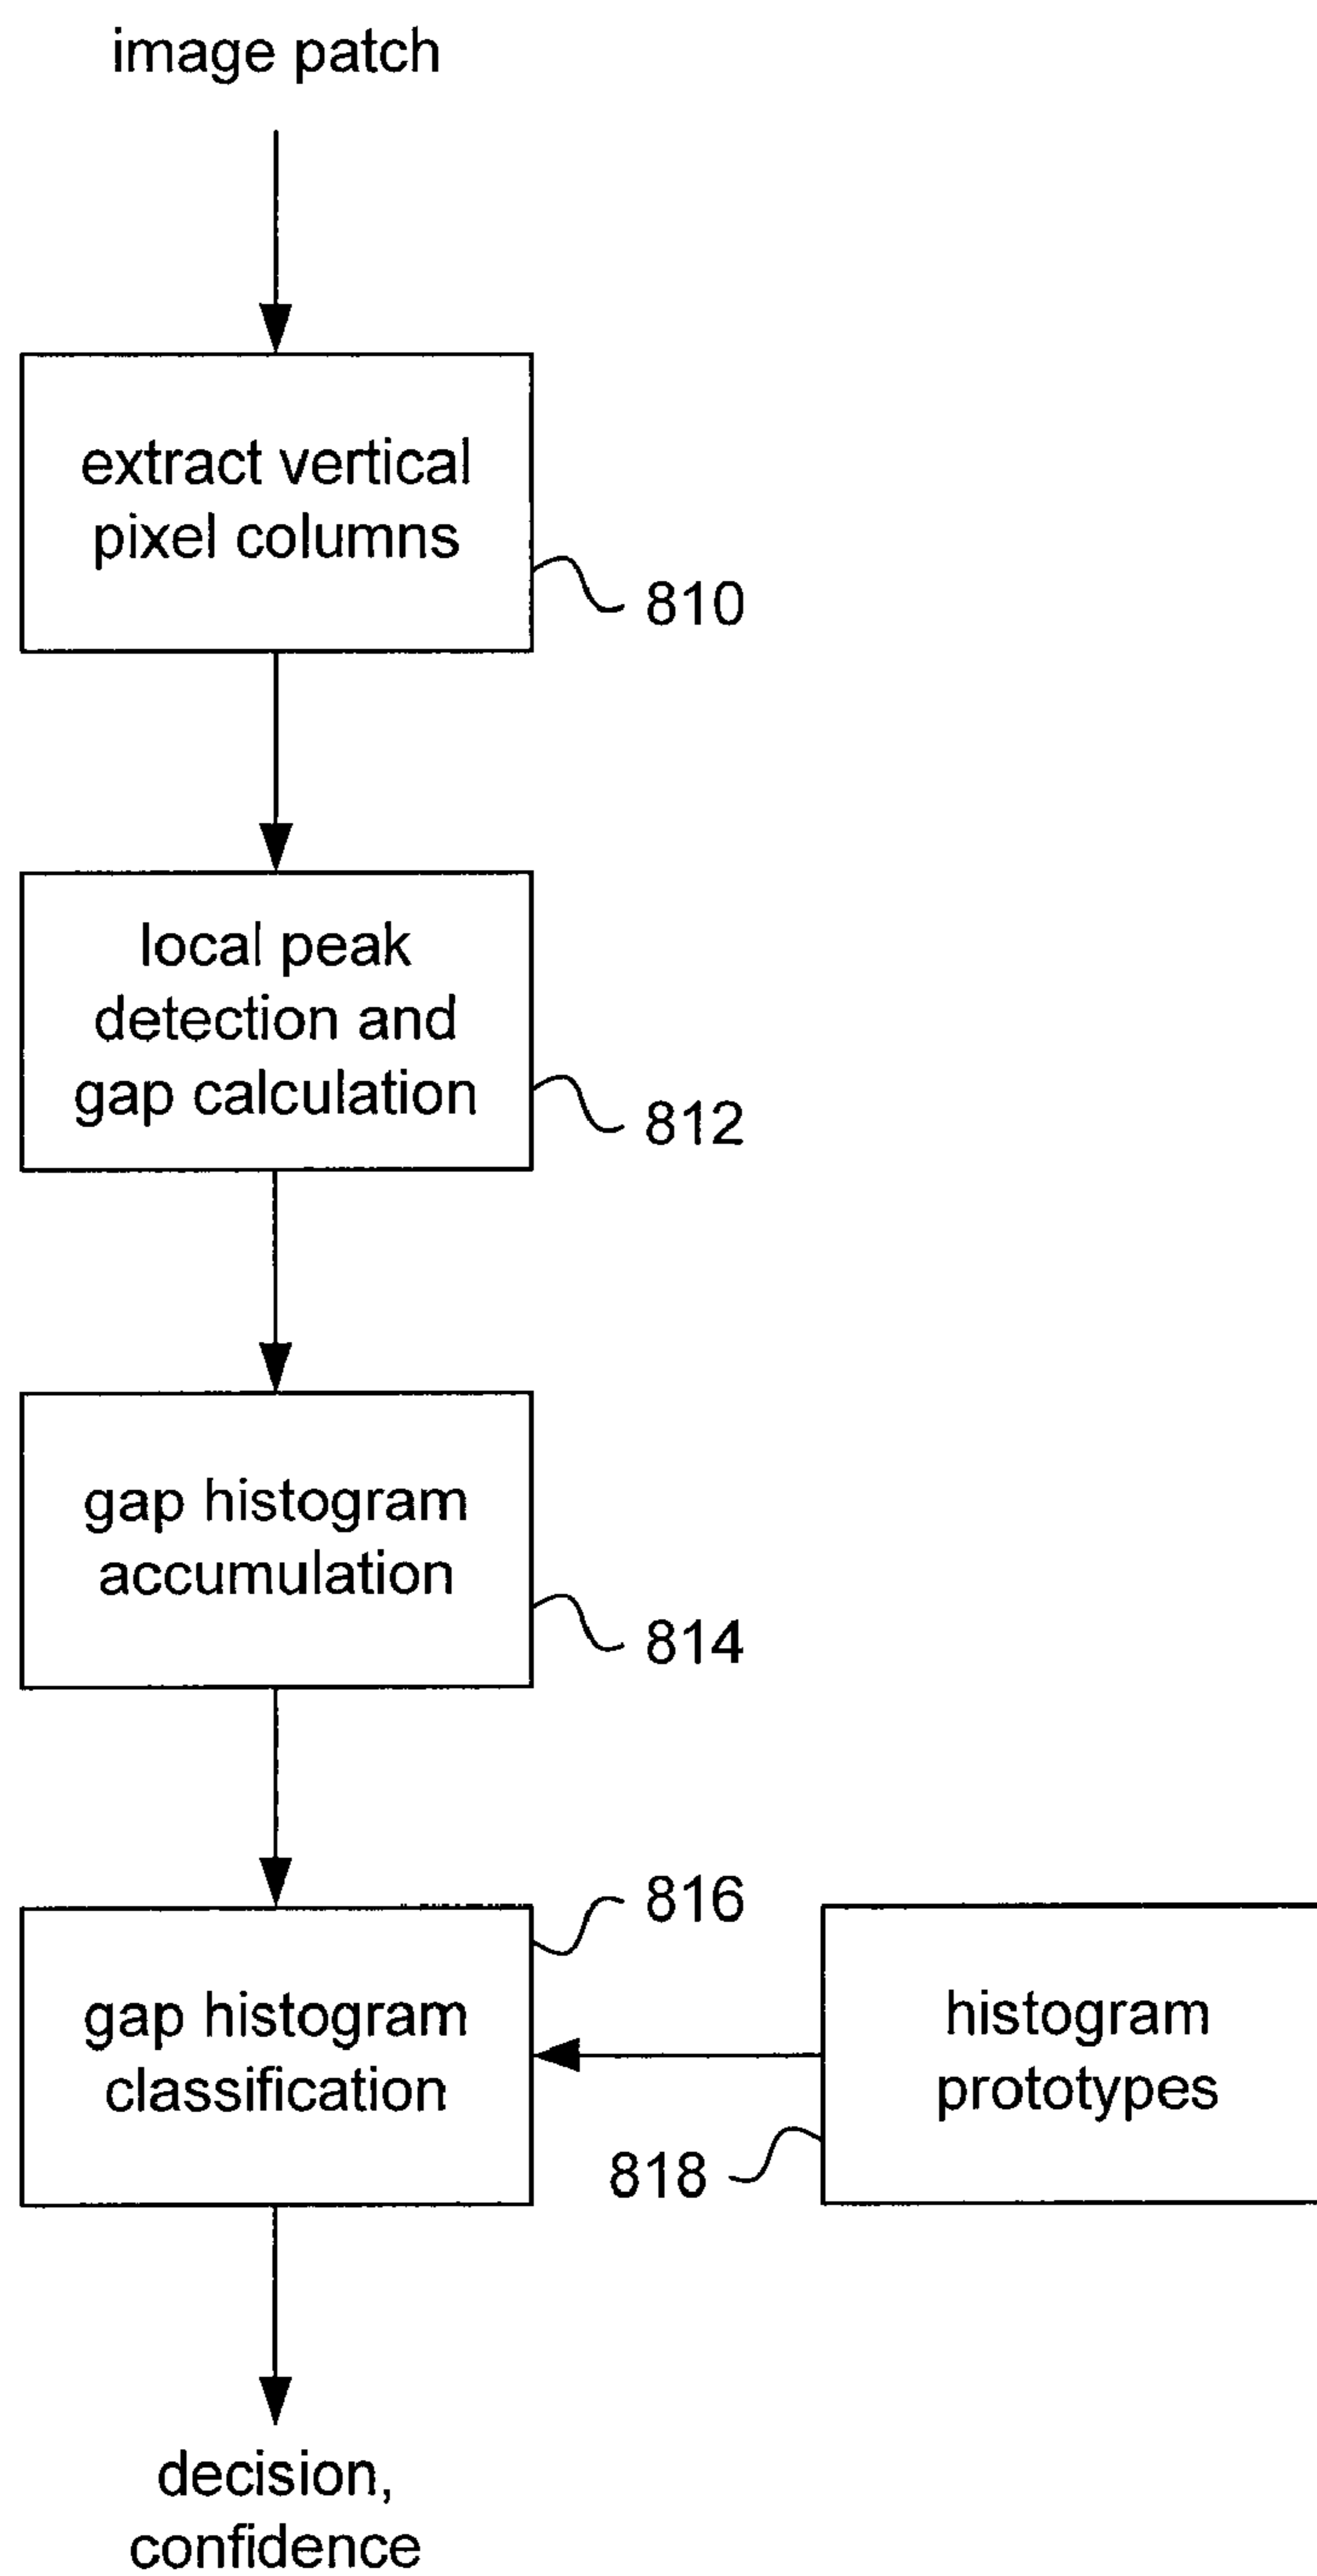 image patch
extract vertical
pixel columns
810
local peak
detection and
gap calculation
812
gap histogram
accumulation
814
816
gap histogram
classification
histogram
prototypes
818
decision,
confidence